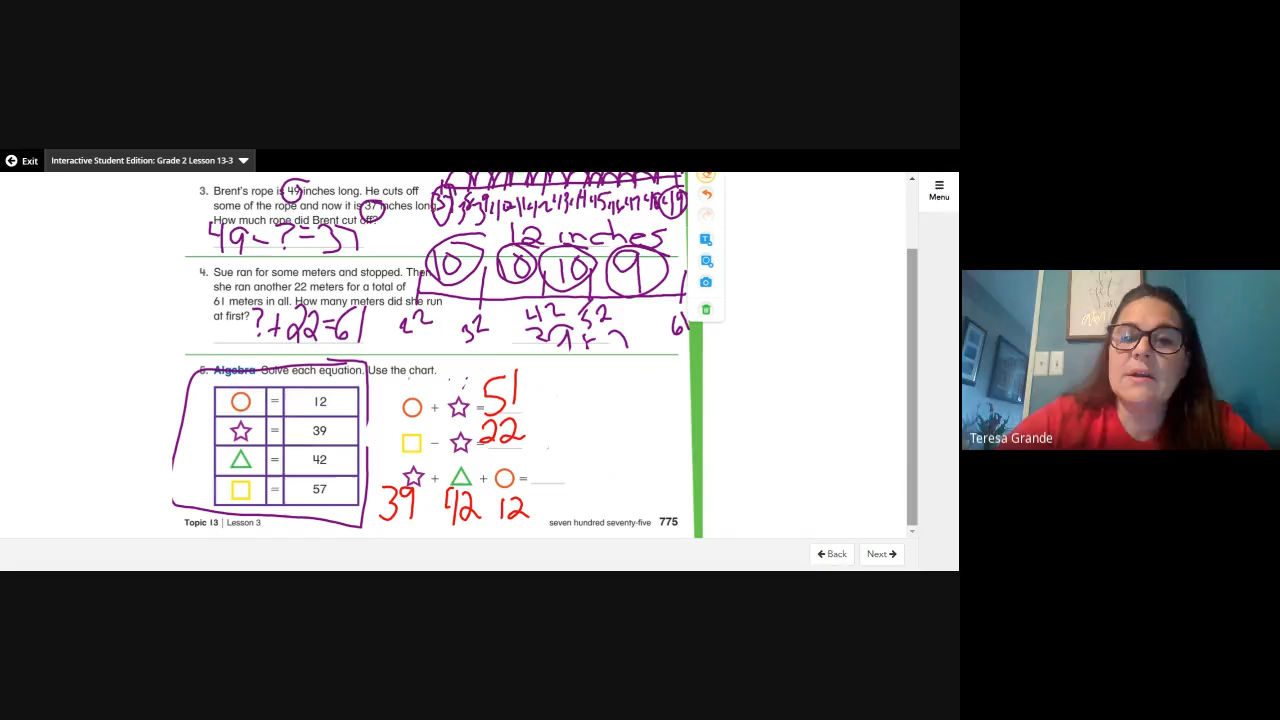 Exit
Interactive Student Edition: Grade 2 Lesson 13-3
Menu
3. Brent's rope is 49 inches long. He cuts off
some of the rope and now it is 37 inches long.
How much rope did Brent cut off?
49 - ? = 37
12 inches
10 10 10 9
4. Sue ran for some meters and stopped. Then
she ran another 22 meters for a total of
61 meters in all. How many meters did she run
at first?
? + 22 = 61
22 32 42 52 61
5. Algebra Solve each equation. Use the chart.
= 12
= 39
= 42
= 57
+ = 51
- = 22
+ + =
39 42 12
Topic 13 | Lesson 3
seven hundred seventy-five 775
Back Next
Teresa Grande